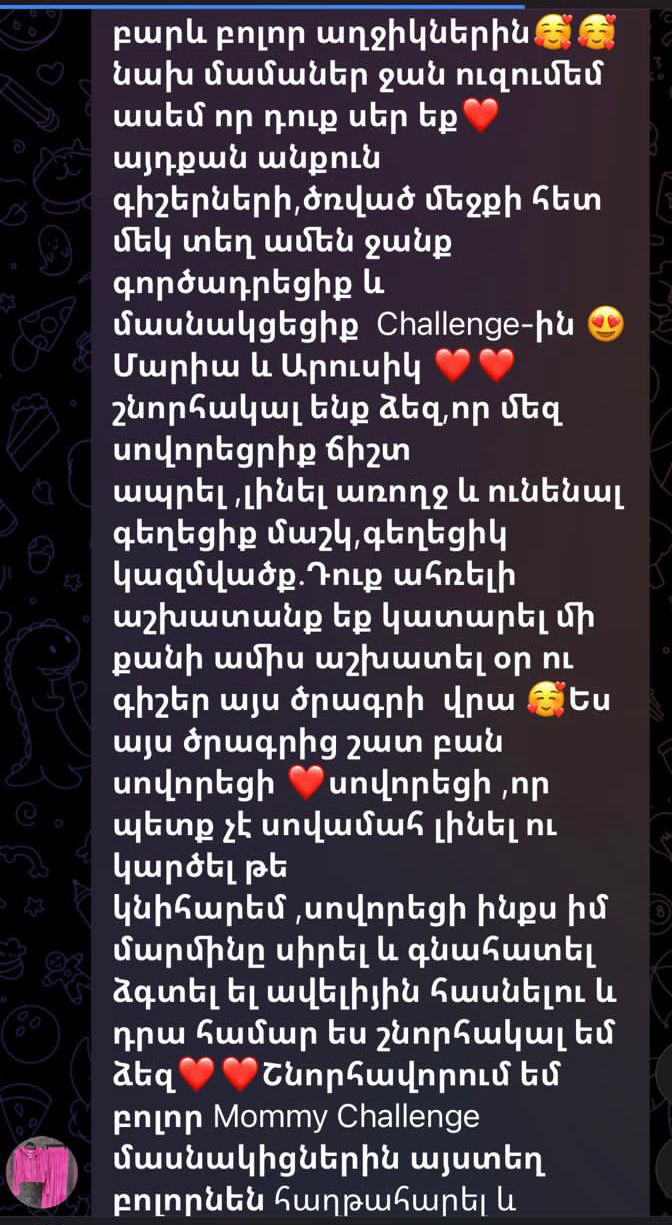 բարև բոլոր աղջիկներին🥰🥰
նախ մամաներ ջան ուզումեմ
ասեմ որ դուք սեր եք❤️
այդքան անքուն
գիշերների,ծռված մեջքի հետ
մեկ տեղ ամեն ջանք
գործադրեցիք և
մասնակցեցիք  Challenge-ին 😍
Մարիա և Արուսիկ ❤️❤️
շնորհակալ ենք ձեզ,որ մեզ
սովորեցրիք ճիշտ
ապրել ,լինել առողջ և ունենալ
գեղեցիք մաշկ,գեղեցիկ
կազմվածք.Դուք ահռելի
աշխատանք եք կատարել մի
քանի ամիս աշխատել օր ու
գիշեր այս ծրագրի  վրա 🥰Ես
այս ծրագրից շատ բան
սովորեցի ❤️սովորեցի ,որ
պետք չէ սովամահ լինել ու
կարծել թե
կնիհարեմ ,սովորեցի ինքս իմ
մարմինը սիրել և գնահատել
ձգտել ել ավելիյին հասնելու և
դրա համար ես շնորհակալ եմ
ձեզ❤️❤️Շնորհավորում եմ
բոլոր Mommy Challenge
մասնակիցներին այստեղ
բոլորնեն հաղթահարել և